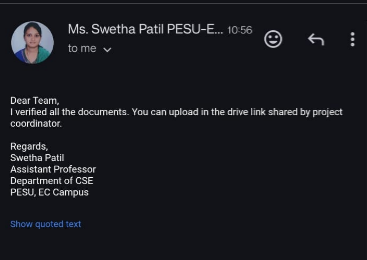 Ms. Swetha Patil PESU-E... 10:56
to me
Dear Team,
I verified all the documents. You can upload in the drive link shared by project
coordinator.
Regards,
Swetha Patil
Assistant Professor
Department of CSE
PESU, EC Campus
Show quoted text